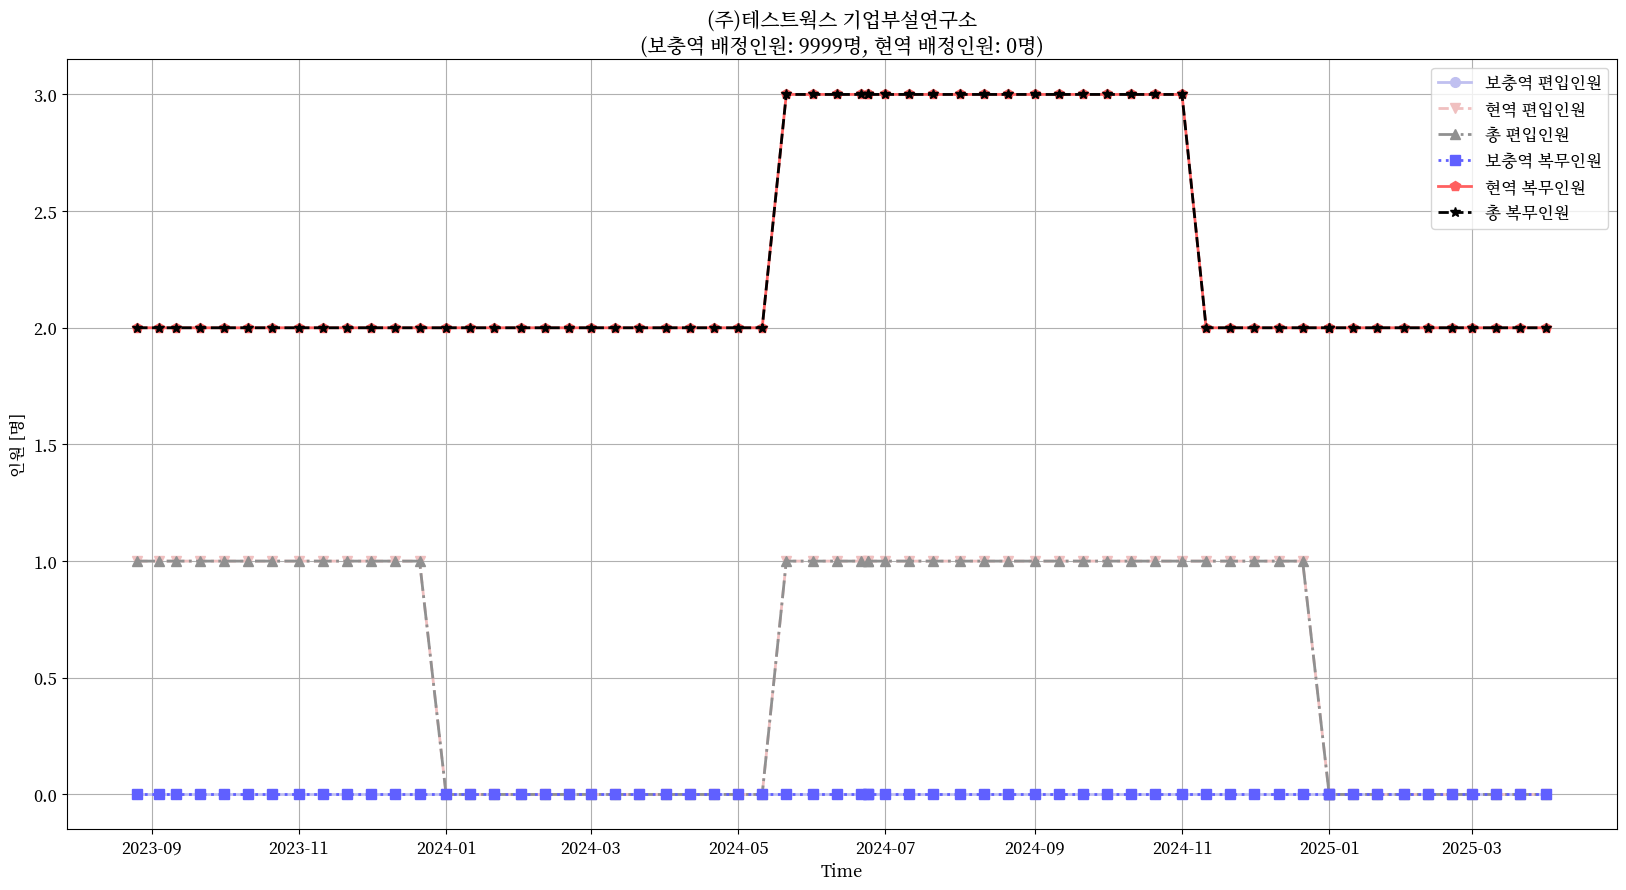 (주)테스트웍스 기업부설연구소
(보충역 배정인원: 9999명, 현역 배정인원: 0명)
보충역 편입인원
현역 편입인원
총 편입인원
보충역 복무인원
현역 복무인원
총 복무인원
인원 [명]
3.0
2.5
2.0
1.5
1.0
0.5
0.0
2023-09 2023-11 2024-01 2024-03 2024-05 2024-07 2024-09 2024-11 2025-01 2025-03
Time